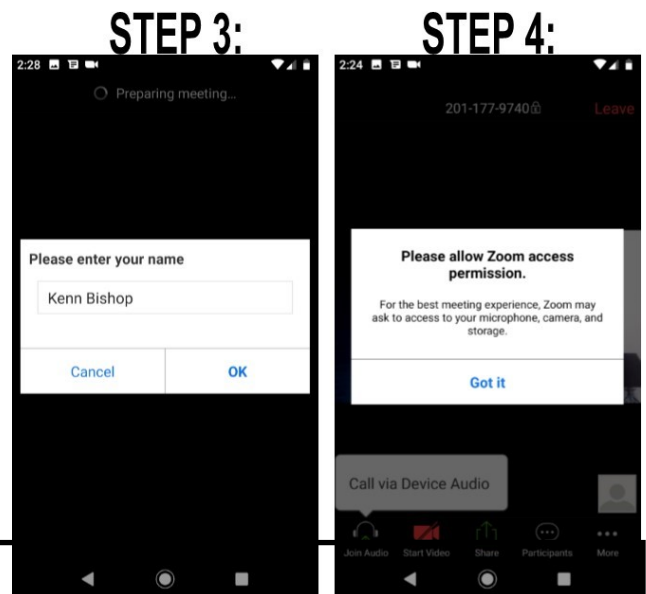 STEP 3:
2:28
Preparing meeting...
Please enter your name
Kenn Bishop
Cancel OK
STEP 4:
2:24
201-177-9740 Leave
Please allow Zoom access
permission.
For the best meeting experience, Zoom may
ask to access to your microphone, camera, and
storage.
Got it
Call via Device Audio
Join Audio Start Video Share Participants More